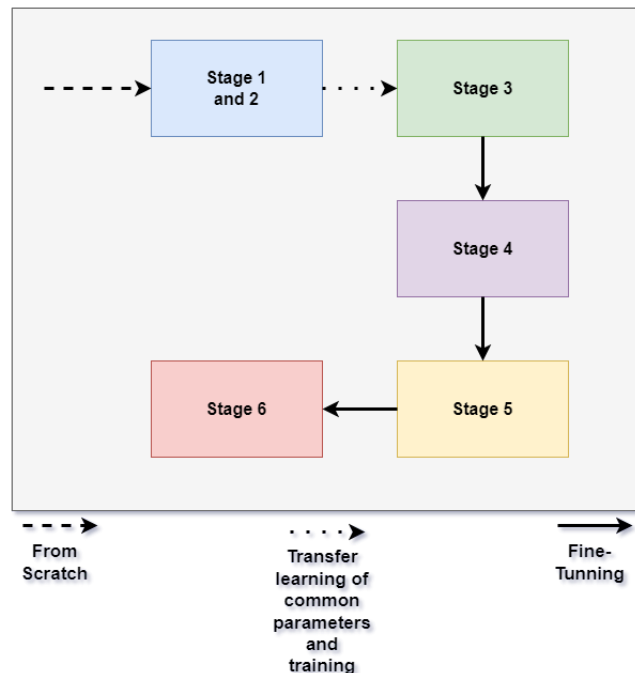 Stage 1
and 2
Stage 3
Stage 4
Stage 6
Stage 5
From
Scratch
Transfer
learning of
common
parameters
and
training
Fine-
Tunning